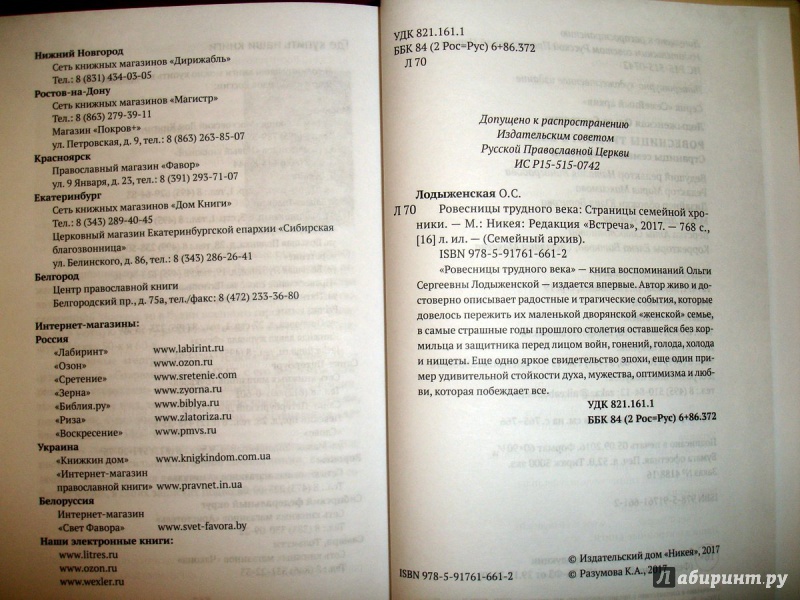 Нижний Новгород
Сеть книжных магазинов «Дирижабль»
Тел.: 8 (831) 434-03-05
Ростов-на-Дону
Сеть книжных магазинов «Магистр»
Тел.: 8 (863) 279-39-11
Магазин «Покров+»
ул. Петровская, д. 9, тел.: 8 (863) 263-85-07
Красноярск
Православный магазин «Фавор»
ул. 9 Января, д. 23, тел.: 8 (391) 293-71-07
Екатеринбург
Сеть книжных магазинов «Дом Книги»
Тел.: 8 (343) 289-40-45
Церковный магазин Екатеринбургской епархии «Сибирская
благозвонница»
ул. Белинского, д. 86, тел.: 8 (343) 286-26-41
Белгород
Центр православной книги
Белгородский пр., д. 75а, тел./факс: 8 (472) 233-36-80
Интернет-магазины:
Россия
«Лабиринт» www.labirint.ru
«Озон» www.ozon.ru
«Сретение» www.sretenie.com
«Зерна» www.zyorna.ru
«Библия.ру» www.biblya.ru
«Риза» www.zlatoriza.ru
«Воскресение» www.pmvs.ru
Украина
«Книжкин дом» www.knigkindom.com.ua
«Интернет-магазин
православной книги» www.pravnet.in.ua
Белоруссия
Интернет-магазин
«Свет Фавора» www.svet-favora.by
Наши электронные книги:
www.litres.ru
www.ozon.ru
www.wexler.ru
УДК 821.161.1
ББК 84 (2 Рос=Рус) 6+86.372
Л 70
Допущено к распространению
Издательским советом
Русской Православной Церкви
ИС Р15-515-0742
Лодыженская О.С.
Л 70 Ровесницы трудного века: Страницы семейной хро-
ники. — М.: Никея: Редакция «Встреча», 2017. — 768 с.,
[16] л. ил. — (Семейный архив).
ISBN 978-5-91761-661-2
«Ровесницы трудного века» — книга воспоминаний Ольги
Сергеевны Лодыженской — издается впервые. Автор живо и до-
стоверно описывает радостные и трагические события, которые
довелось пережить их маленькой дворянской «женской» семье,
в самые страшные годы прошлого столетия оставшейся без кор-
мильца и защитника перед лицом войн, гонений, голода, холода
и нищеты. Еще одно яркое свидетельство эпохи, еще один при-
мер удивительной стойкости духа, мужества, оптимизма и люб-
ви, которая побеждает все.
УДК 821.161.1
ББК 84 (2 Рос=Рус) 6+86.372
© Издательский дом «Никея», 2017
ISBN 978-5-91761-661-2 © Разумова К.А., 2017
Лабиринт.ру